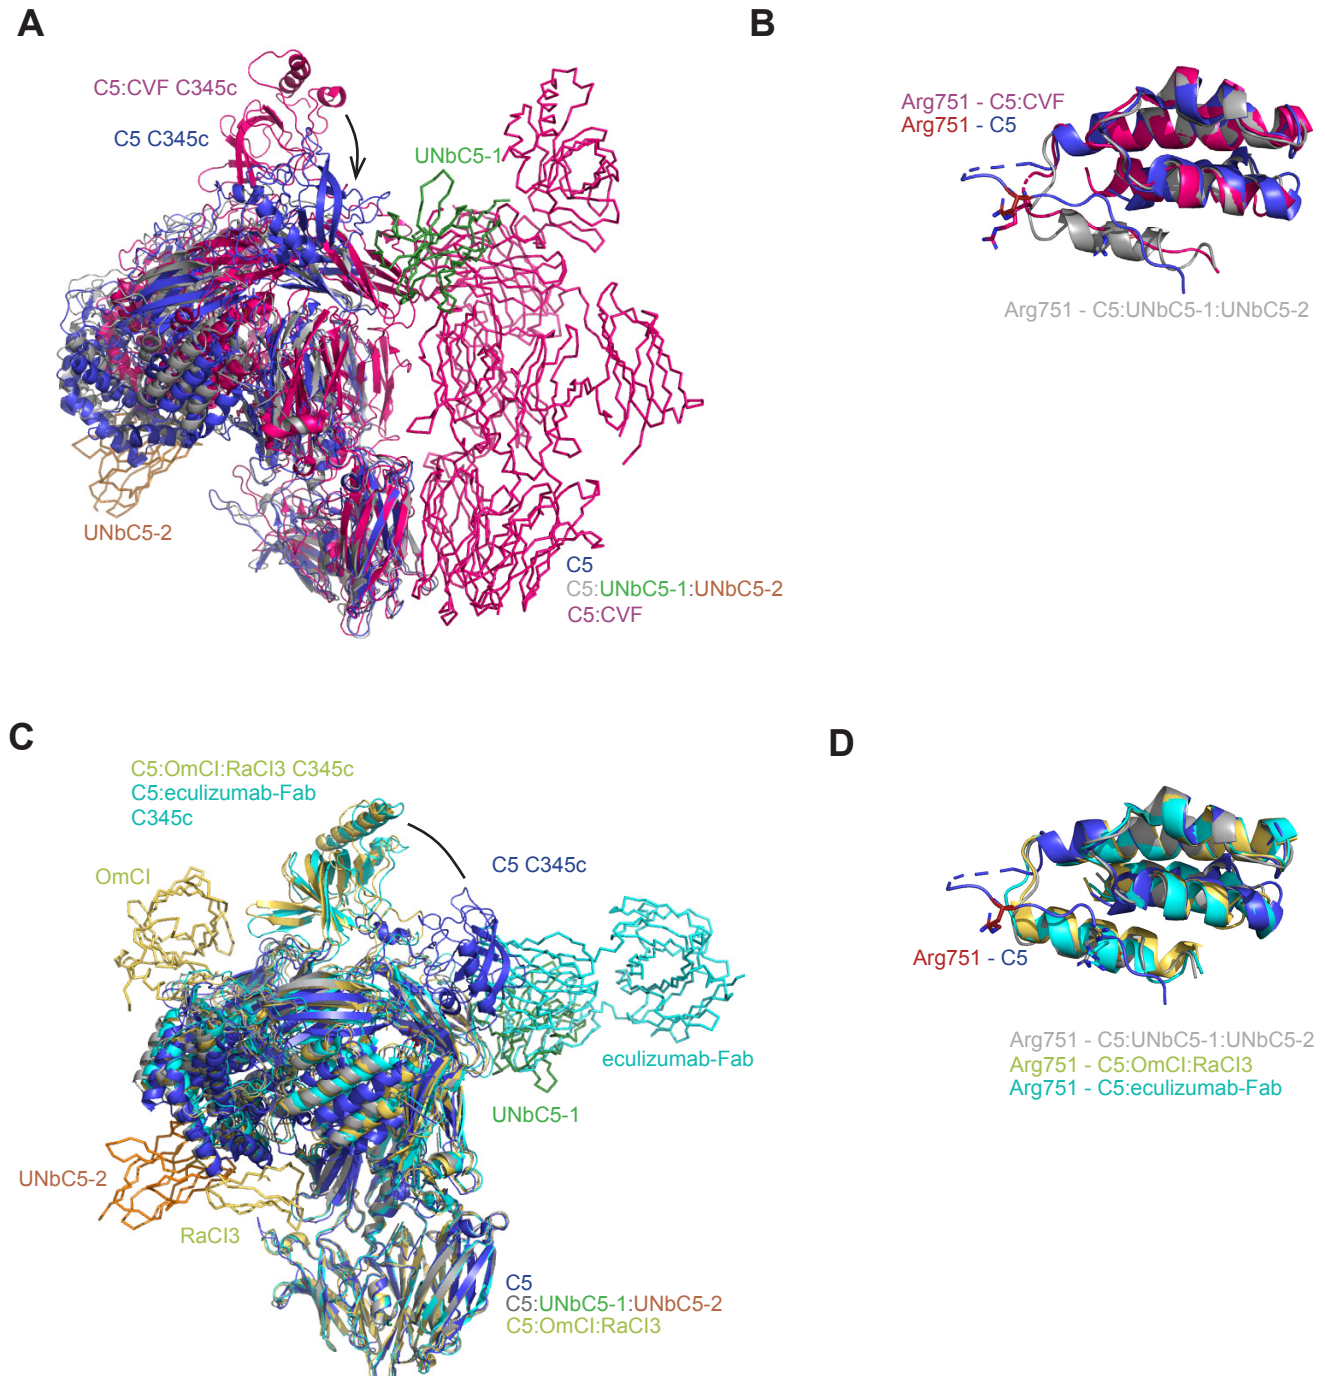 A
C5:CVF C345c
C5 C345c
UNbC5-1
UNbC5-2
C5
C5:UNbC5-1:UNbC5-2
C5:CVF
B
Arg751 - C5:CVF
Arg751 - C5
Arg751 - C5:UNbC5-1:UNbC5-2
C
C5:OmCI:RaCI3 C345c
C5:eculizumab-Fab
C345c
OmCI
C5 C345c
eculizumab-Fab
UNbC5-1
UNbC5-2
RaCI3
C5
C5:UNbC5-1:UNbC5-2
C5:OmCI:RaCI3
D
Arg751 - C5
Arg751 - C5:UNbC5-1:UNbC5-2
Arg751 - C5:OmCI:RaCI3
Arg751 - C5:eculizumab-Fab